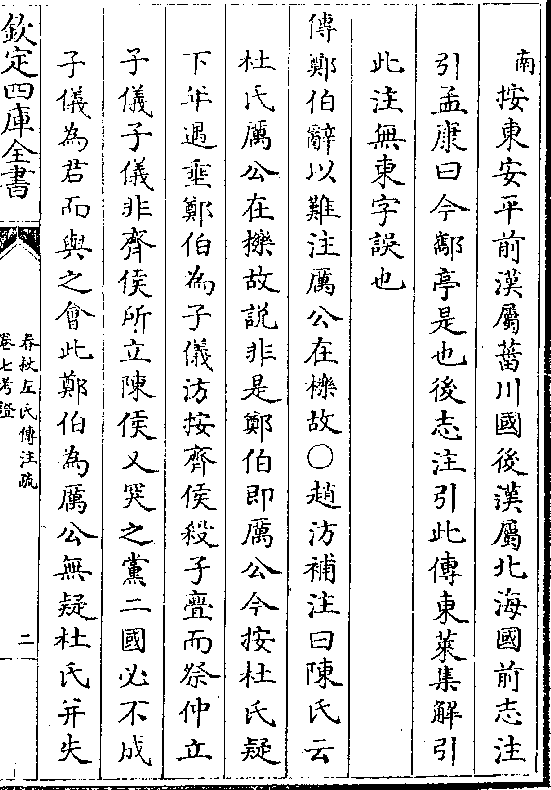 南 按東安平前漢屬菑川國後漢屬北海國前志注
引孟康曰今酅亭是也後志注引此傳東萊集解引
此注無東字誤也
傳鄭伯辭以難注厲公在櫟故○趙汸補注曰陳氏云
杜氏厲公在櫟故說非是鄭伯即厲公今按杜氏疑
下年遇垂鄭伯為子儀汸按齊侯殺子亹而祭仲立
子儀子儀非齊侯所立陳侯又突之黨二國必不成
子儀為君而與之會此鄭伯為厲公無疑杜氏并失
欽定四庫全書
春秋左氏傳注疏
卷七考證
二